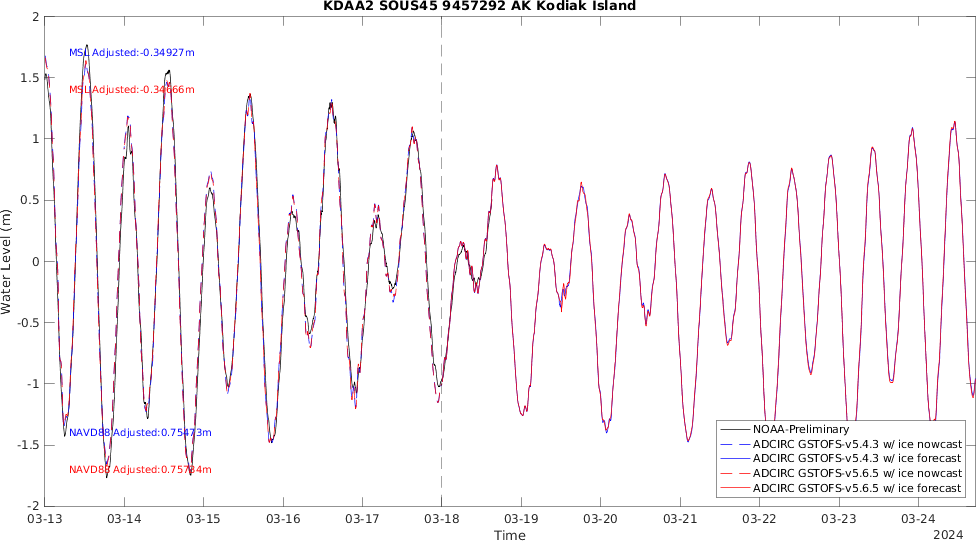 KDAA2 SOUS45 9457292 AK Kodiak Island
2
1.5
1
0.5
0
-0.5
-1
-1.5
-2
Water Level (m)
MSL Adjusted:-0.34927m
MSL Adjusted:-0.34666m
NAVD88 Adjusted:0.75473m
NAVD88 Adjusted:0.75734m
NOAA-Preliminary
ADCIRC GSTOFS-v5.4.3 w/ ice nowcast
ADCIRC GSTOFS-v5.4.3 w/ ice forecast
ADCIRC GSTOFS-v5.6.5 w/ ice nowcast
ADCIRC GSTOFS-v5.6.5 w/ ice forecast
03-13 03-14 03-15 03-16 03-17 03-18 03-19 03-20 03-21 03-22 03-23 03-24
Time
2024